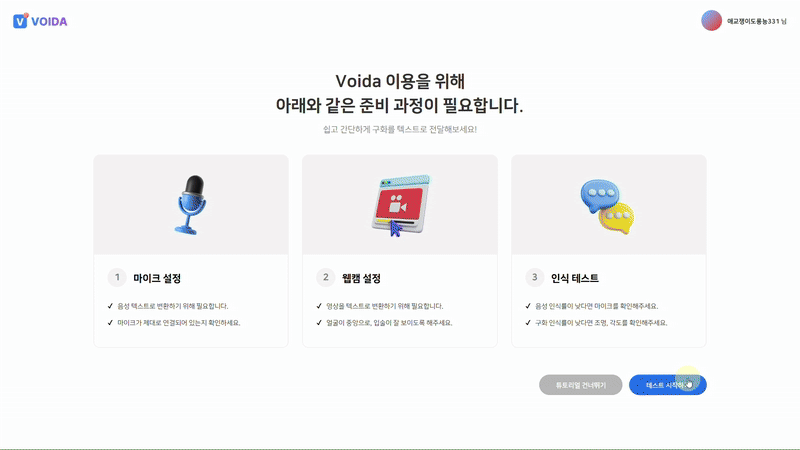 V VOIDA
애교쟁이도롱뇽331 님
Voida 이용을 위해
아래와 같은 준비 과정이 필요합니다.
쉽고 간단하게 구화를 텍스트로 전달해보세요!
1 마이크 설정
✓ 음성 텍스트로 변환하기 위해 필요합니다.
✓ 마이크가 제대로 연결되어 있는지 확인하세요.
2 웹캠 설정
✓ 영상을 텍스트로 변환하기 위해 필요합니다.
✓ 얼굴이 중앙으로, 입술이 잘 보이도록 해주세요.
3 인식 테스트
✓ 음성 인식률이 낮다면 마이크를 확인해주세요.
✓ 구화 인식률이 낮다면 조명, 각도를 확인해주세요.
튜토리얼 건너뛰기
테스트 시작하